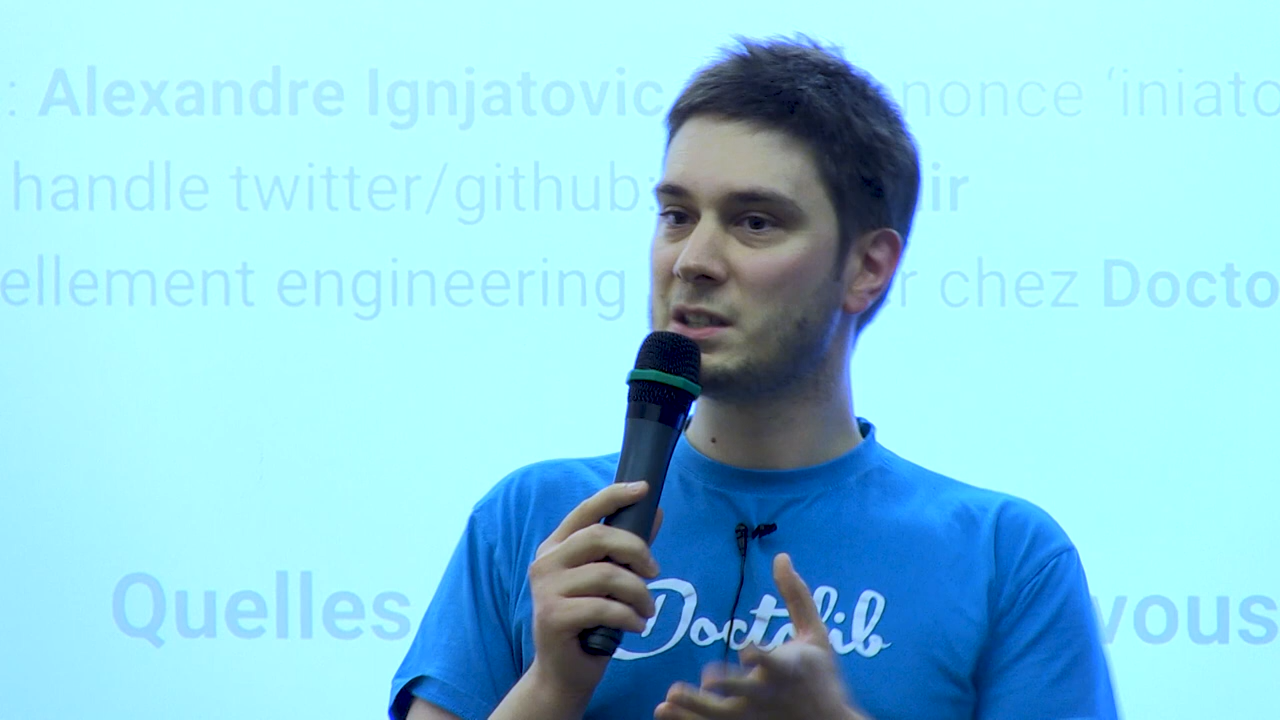 : Alexandre Ignjatovic nonce ‘iniato
handle twitter/github: ir
ellement engineering r chez Docto
Doctolib
Quelles vous